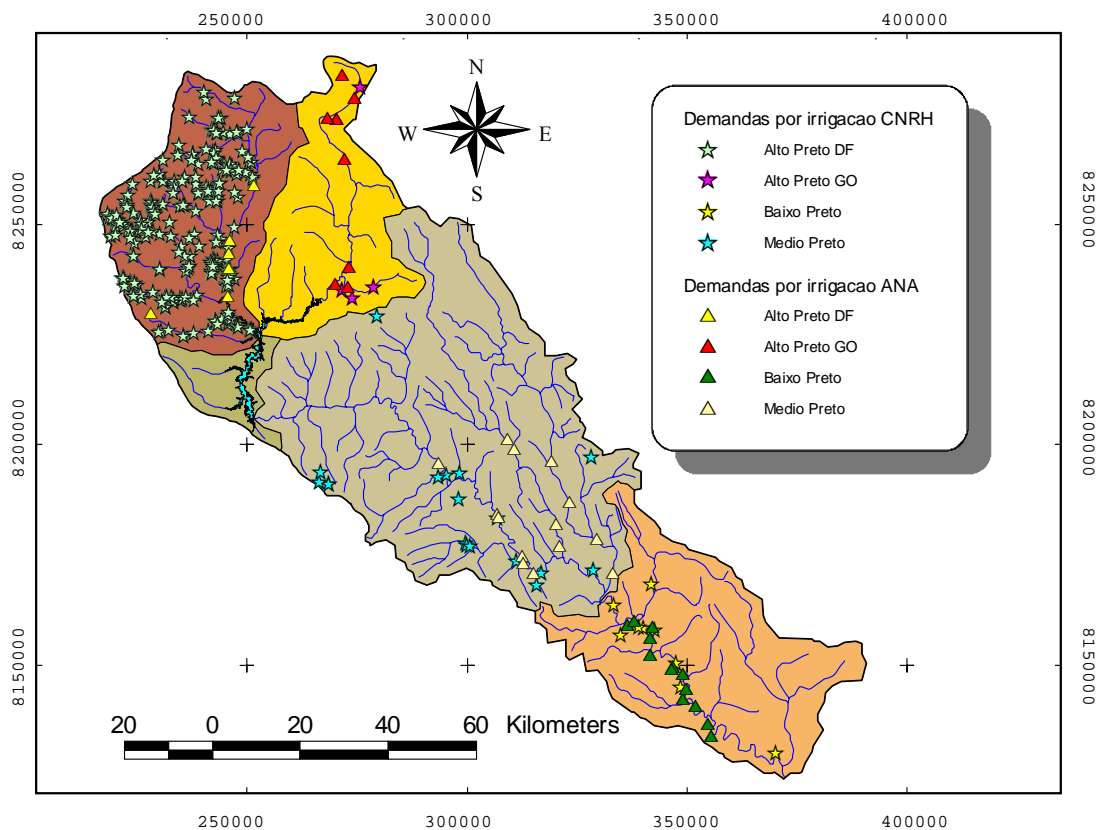 250000 300000 350000 400000
N
W E
S
Demandas por irrigacao CNRH
Alto Preto DF
Alto Preto GO
Baixo Preto
Medio Preto
Demandas por irrigacao ANA
Alto Preto DF
Alto Preto GO
Baixo Preto
Medio Preto
8250000 8250000
8200000 8200000
8150000 8150000
20 0 20 40 60 Kilometers
250000 300000 350000 400000